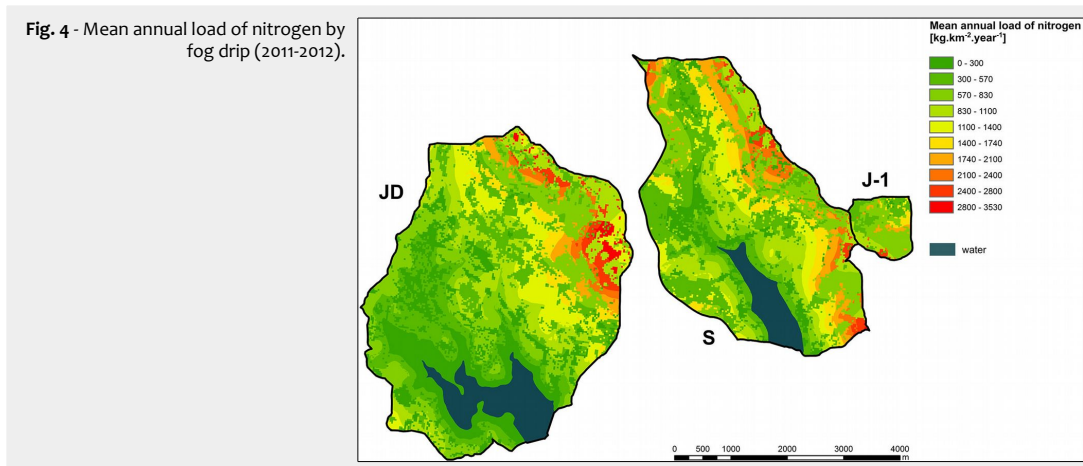 Fig. 4 - Mean annual load of nitrogen by
fog drip (2011-2012).
Mean annual load of nitrogen
[kg.km-2.year-1]
0 - 300
300 - 570
570 - 830
830 - 1100
1100 - 1400
1400 - 1740
1740 - 2100
2100 - 2400
2400 - 2800
2800 - 3530
water
JD
J-1
S
0 500 1000 2000 3000 4000
m